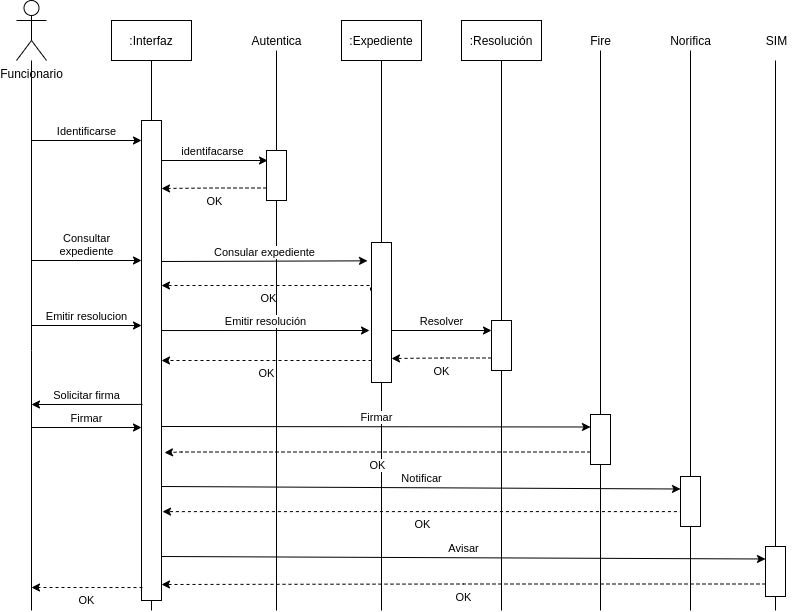 :Interfaz
Autentica
:Expediente
:Resolución
Fire
Norifica
SIM
Funcionario
Identificarse
identifacarse
OK
Consultar
expediente
Consular expediente
OK
Emitir resolucion
Emitir resolución
Resolver
OK
OK
Solicitar firma
Firmar
Firmar
OK
Notificar
OK
Avisar
OK
OK